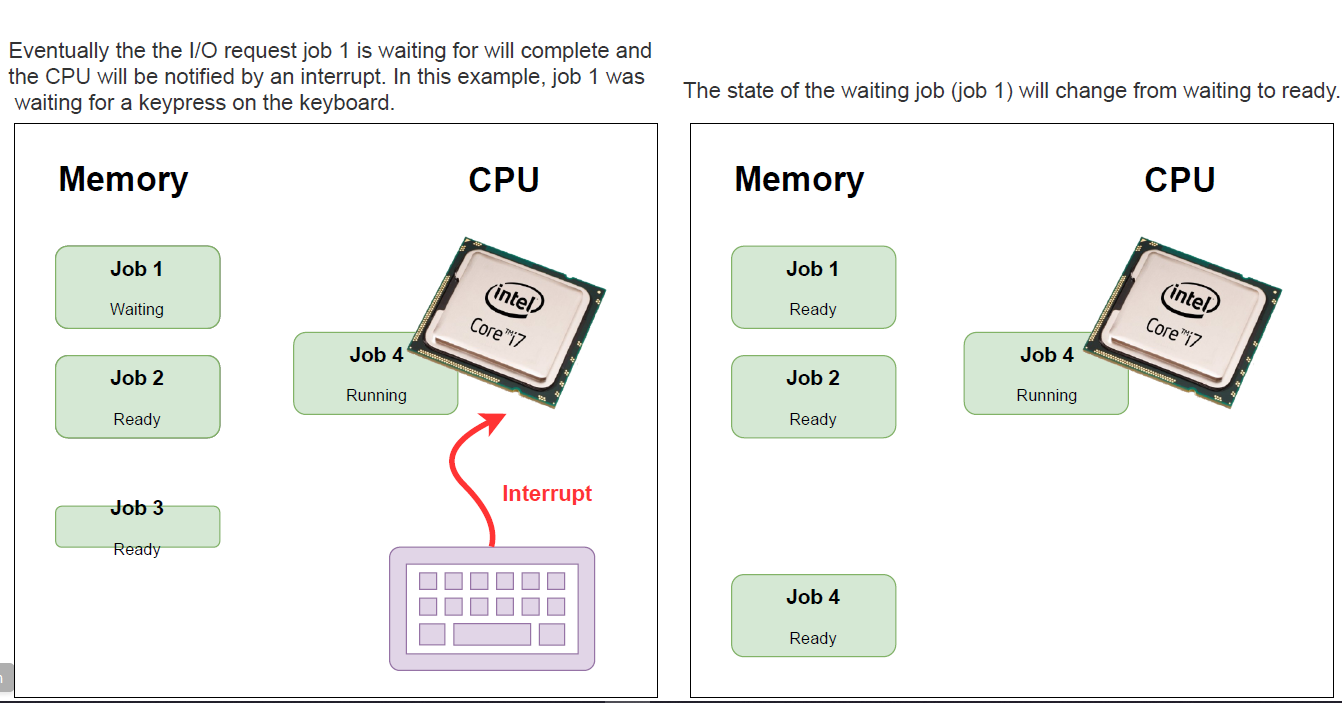 Eventually the the I/O request job 1 is waiting for will complete and
the CPU will be notified by an interrupt. In this example, job 1 was
waiting for a keypress on the keyboard.
Memory
CPU
Job 1
Waiting
Job 2
Ready
Job 3
Ready
Job 4
Running
intel
Core™i7
Interrupt
The state of the waiting job (job 1) will change from waiting to ready.
Memory
CPU
Job 1
Ready
Job 2
Ready
Job 4
Running
intel
Core™i7
Job 4
Ready